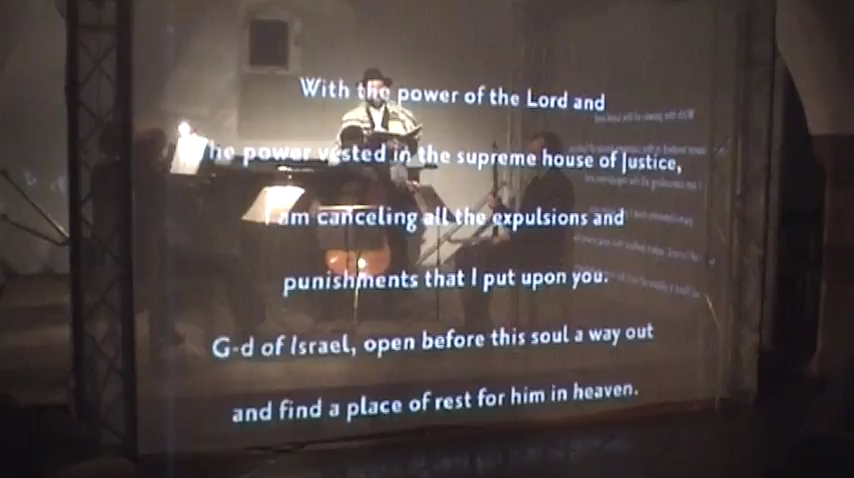 With the power of the Lord and
the power vested in the supreme house of Justice,
I am canceling all the expulsions and
punishments that I put upon you.
G-d of Israel, open before this soul a way out
and find a place of rest for him in heaven.